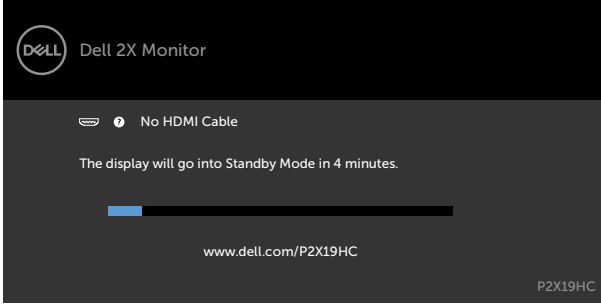 DELL
Dell 2X Monitor
? No HDMI Cable
The display will go into Standby Mode in 4 minutes.
www.dell.com/P2X19HC
P2X19HC